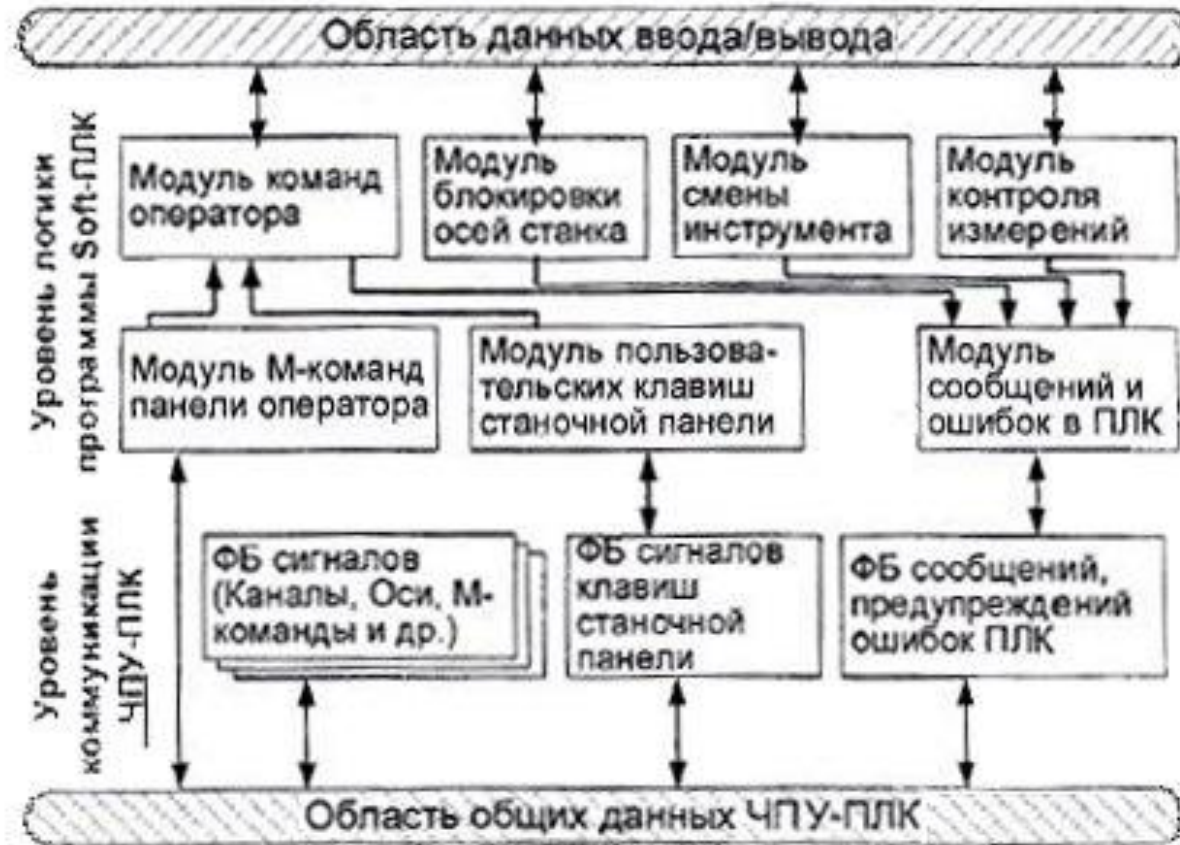 Область данных ввода/вывода
Уровень логики
программы Soft-ПЛК
Модуль команд
оператора
Модуль
блокировки
осей станка
Модуль
смены
инструмента
Модуль
контроля
измерений
Модуль М-команд
панели оператора
Модуль пользова-
тельских клавиш
станочной панели
Модуль
сообщений и
ошибок в ПЛК
Уровень
коммуникации
ЧПУ-ПЛК
ФБ сигналов
(Каналы, Оси, М-
команды и др.)
ФБ сигналов
клавиш
станочной
панели
ФБ сообщений,
предупреждений
ошибок ПЛК
Область общих данных ЧПУ-ПЛК